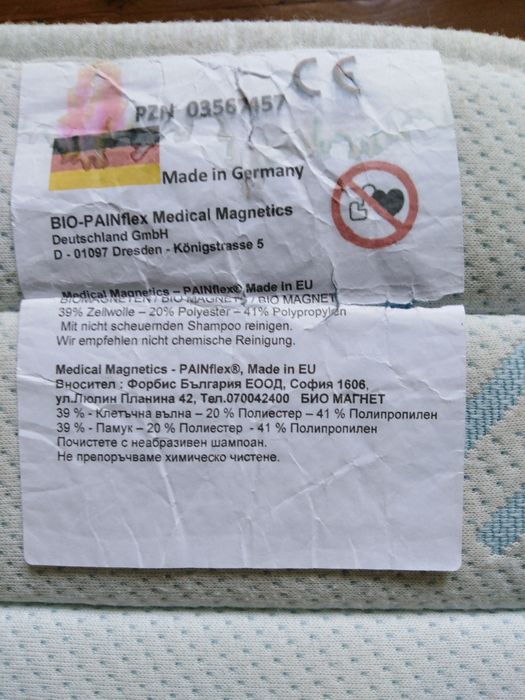 CE
PZN 03567457
Made in Germany
BIO-PAINflex Medical Magnetics
Deutschland GmbH
D - 01097 Dresden - Königstrasse 5
Medical Magnetics – PAINflex®, Made in EU
BIOMAGNETEN / BIO MAGNETS / BIO MAGNET
39% Zellwolle – 20% Polyester – 41% Polypropylen
Mit nicht scheuernden Shampoo reinigen.
Wir empfehlen nicht chemische Reinigung.
Medical Magnetics - PAINflex®, Made in EU
Вносител : Форбис България ЕООД, София 1606,
ул.Люлин Планина 42, Тел.070042400 БИО МАГНЕТ
39 % - Клетъчна вълна – 20 % Полиестер – 41 % Полипропилен
39 % - Памук – 20 % Полиестер - 41 % Полипропилен
Почистете с неабразивен шампоан.
Не препоръчваме химическо чистене.